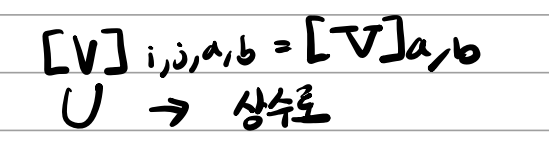 [V] i,j,a,b = [V]a,b
U → 상수로